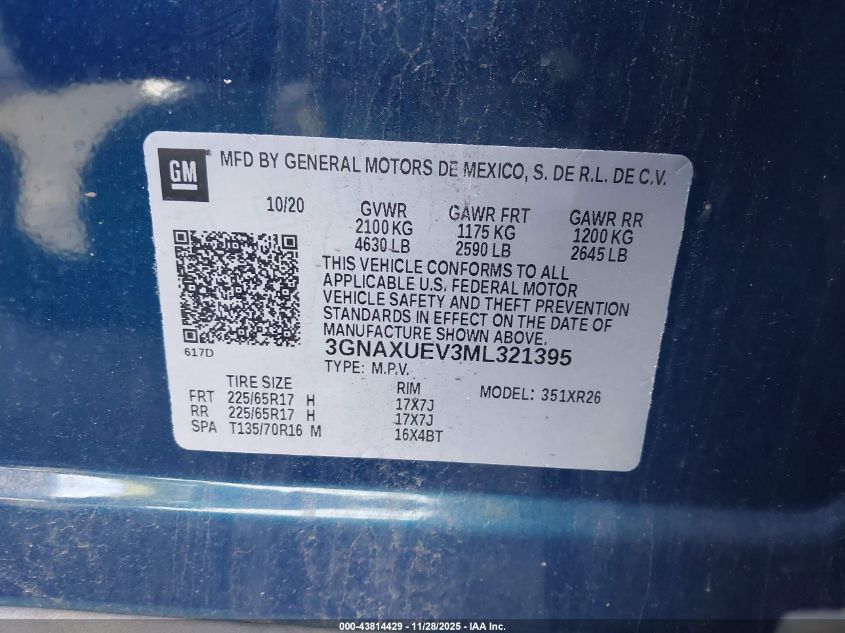 GM® MFD BY GENERAL MOTORS DE MEXICO, S. DE R.L. DE C.V.
10/20 GVWR GAWR FRT GAWR RR
2100 KG 1175 KG 1200 KG
4630 LB 2590 LB 2645 LB
THIS VEHICLE CONFORMS TO ALL
APPLICABLE U.S. FEDERAL MOTOR
VEHICLE SAFETY AND THEFT PREVENTION
STANDARDS IN EFFECT ON THE DATE OF
MANUFACTURE SHOWN ABOVE.
617D 3GNAXUEV3ML321395
TYPE: M.P.V.
TIRE SIZE RIM MODEL: 351XR26
FRT 225/65R17 H 17X7J
RR 225/65R17 H 17X7J
SPA T135/70R16 M 16X4BT
000-43814429 - 11/28/2025 - IAA Inc.